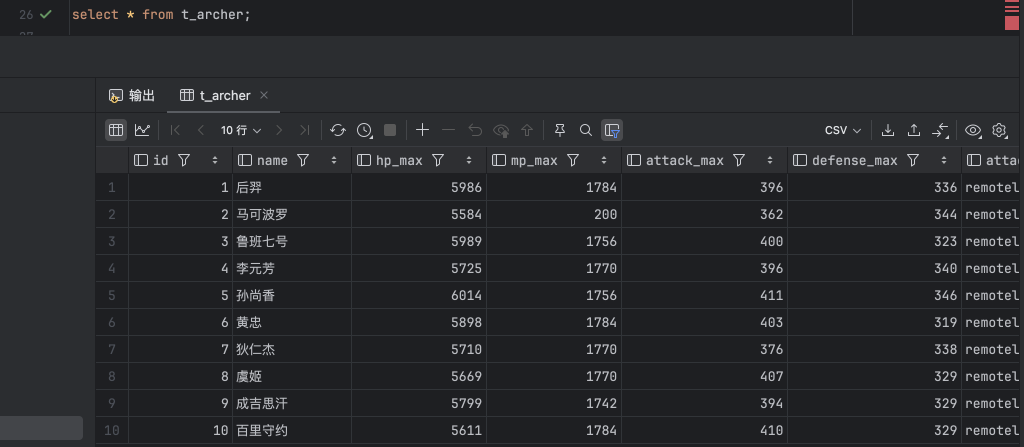 26 select * from t_archer;
27
输出 t_archer
10 行 CSV
id name hp_max mp_max attack_max defense_max attac
1 1 后羿 5986 1784 396 336 remotel
2 2 马可波罗 5584 200 362 344 remotel
3 3 鲁班七号 5989 1756 400 323 remotel
4 4 李元芳 5725 1770 396 340 remotel
5 5 孙尚香 6014 1756 411 346 remotel
6 6 黄忠 5898 1784 403 319 remotel
7 7 狄仁杰 5710 1770 376 338 remotel
8 8 虞姬 5669 1770 407 329 remotel
9 9 成吉思汗 5799 1742 394 329 remotel
10 10 百里守约 5611 1784 410 329 remotel